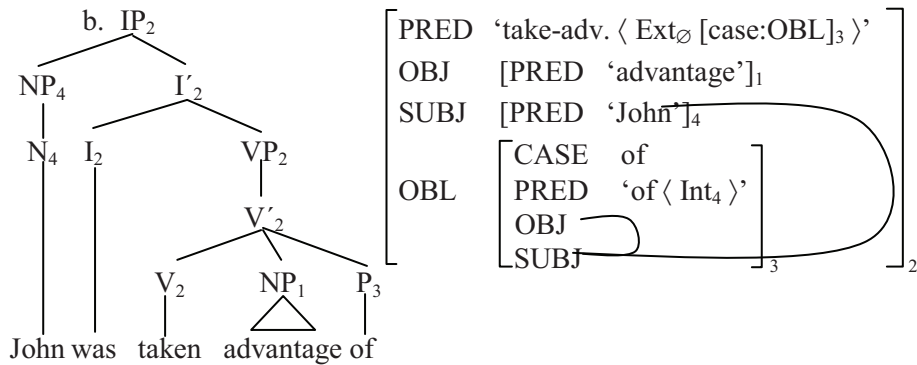 b. IP₂
NP₄ I′₂
N₄ I₂ VP₂
V′₂
V₂ NP₁ P₃
John was taken advantage of
PRED ‘take-adv. ⟨ Ext∅ [case:OBL]₃ ⟩’
OBJ [PRED ‘advantage’]₁
SUBJ [PRED ‘John’]₄
CASE of
OBL PRED ‘of ⟨ Int₄ ⟩’
OBJ
SUBJ 3 2